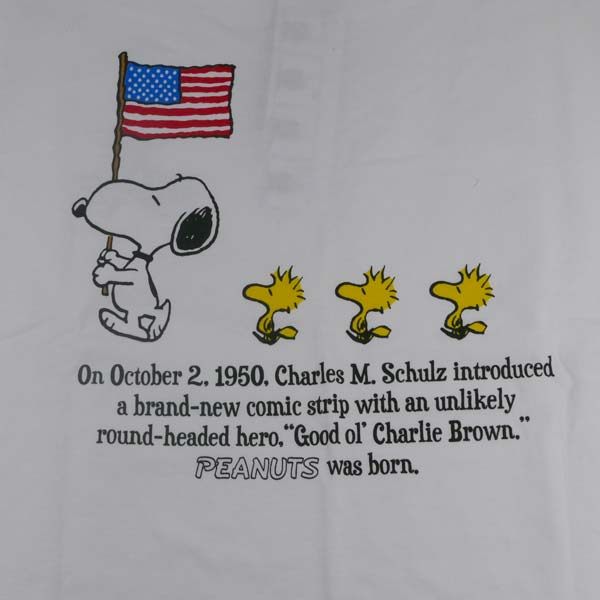 On October 2, 1950, Charles M. Schulz introduced
a brand-new comic strip with an unlikely
round-headed hero, "Good ol' Charlie Brown."
PEANUTS was born.